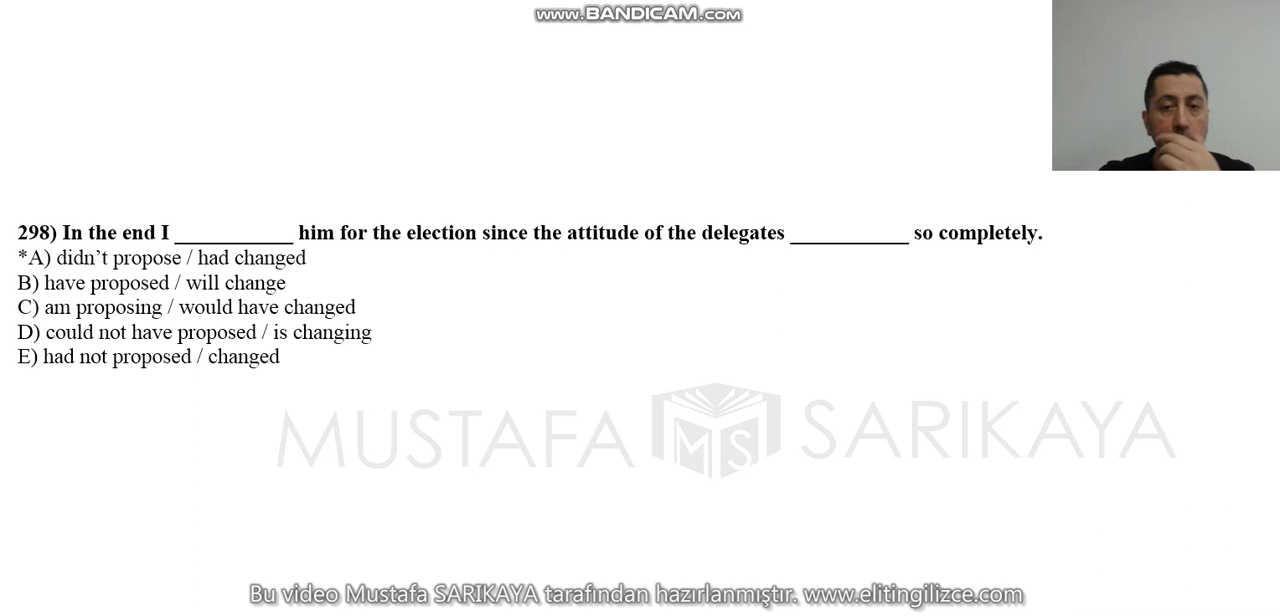 www.BANDICAM.com
298) In the end I ___________ him for the election since the attitude of the delegates ___________ so completely.
*A) didn’t propose / had changed
B) have proposed / will change
C) am proposing / would have changed
D) could not have proposed / is changing
E) had not proposed / changed
MUSTAFA MS SARIKAYA
Bu video Mustafa SARIKAYA tarafından hazırlanmıştır. www.elitingilizce.com